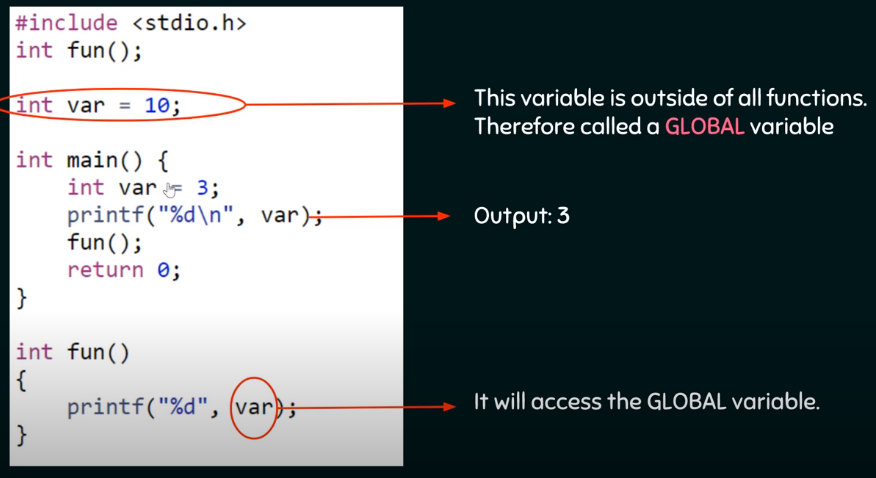 #include <stdio.h>
int fun();
int var = 10;
This variable is outside of all functions.
Therefore called a GLOBAL variable
int main() {
int var = 3;
printf("%d\n", var);
Output: 3
fun();
return 0;
}
int fun()
{
printf("%d", var);
It will access the GLOBAL variable.
}